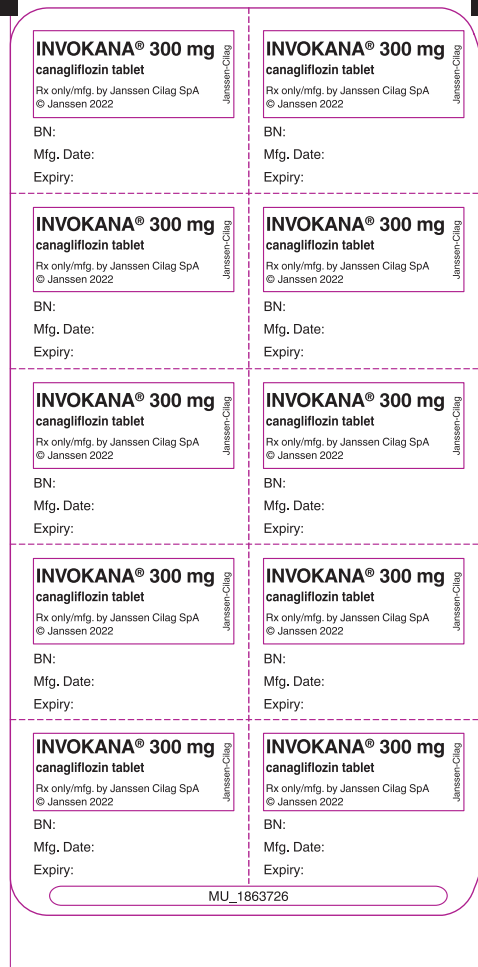 INVOKANA® 300 mg
canagliflozin tablet
Rx only/mfg. by Janssen Cilag SpA
© Janssen 2022
Janssen-Cilag
BN:
Mfg. Date:
Expiry:
INVOKANA® 300 mg
canagliflozin tablet
Rx only/mfg. by Janssen Cilag SpA
© Janssen 2022
Janssen-Cilag
BN:
Mfg. Date:
Expiry:
INVOKANA® 300 mg
canagliflozin tablet
Rx only/mfg. by Janssen Cilag SpA
© Janssen 2022
Janssen-Cilag
BN:
Mfg. Date:
Expiry:
INVOKANA® 300 mg
canagliflozin tablet
Rx only/mfg. by Janssen Cilag SpA
© Janssen 2022
Janssen-Cilag
BN:
Mfg. Date:
Expiry:
INVOKANA® 300 mg
canagliflozin tablet
Rx only/mfg. by Janssen Cilag SpA
© Janssen 2022
Janssen-Cilag
BN:
Mfg. Date:
Expiry:
INVOKANA® 300 mg
canagliflozin tablet
Rx only/mfg. by Janssen Cilag SpA
© Janssen 2022
Janssen-Cilag
BN:
Mfg. Date:
Expiry:
INVOKANA® 300 mg
canagliflozin tablet
Rx only/mfg. by Janssen Cilag SpA
© Janssen 2022
Janssen-Cilag
BN:
Mfg. Date:
Expiry:
INVOKANA® 300 mg
canagliflozin tablet
Rx only/mfg. by Janssen Cilag SpA
© Janssen 2022
Janssen-Cilag
BN:
Mfg. Date:
Expiry:
INVOKANA® 300 mg
canagliflozin tablet
Rx only/mfg. by Janssen Cilag SpA
© Janssen 2022
Janssen-Cilag
BN:
Mfg. Date:
Expiry:
INVOKANA® 300 mg
canagliflozin tablet
Rx only/mfg. by Janssen Cilag SpA
© Janssen 2022
Janssen-Cilag
BN:
Mfg. Date:
Expiry:
MU_1863726